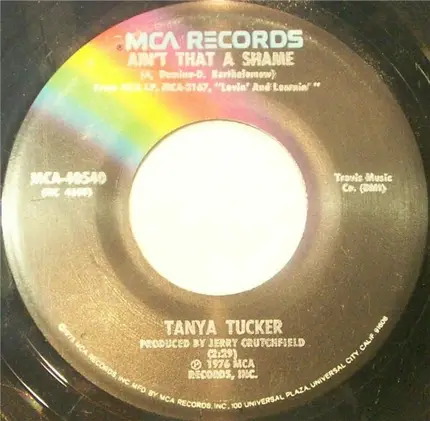 MCA RECORDS
AIN'T THAT A SHAME
(A. Domino-D. Bartholomew)
From MCA LP, MCA-2167, "Lovin' And Learnin'"
MCA-40540
Travis Music
Co. (BMI)
TANYA TUCKER
PRODUCED BY JERRY CRUTCHFIELD
(2:29)
℗ 1976 MCA
RECORDS, INC.
MCA RECORDS, INC. MFG BY MCA RECORDS, INC., 100 UNIVERSAL PLAZA, UNIVERSAL CITY, CALIF. 91608